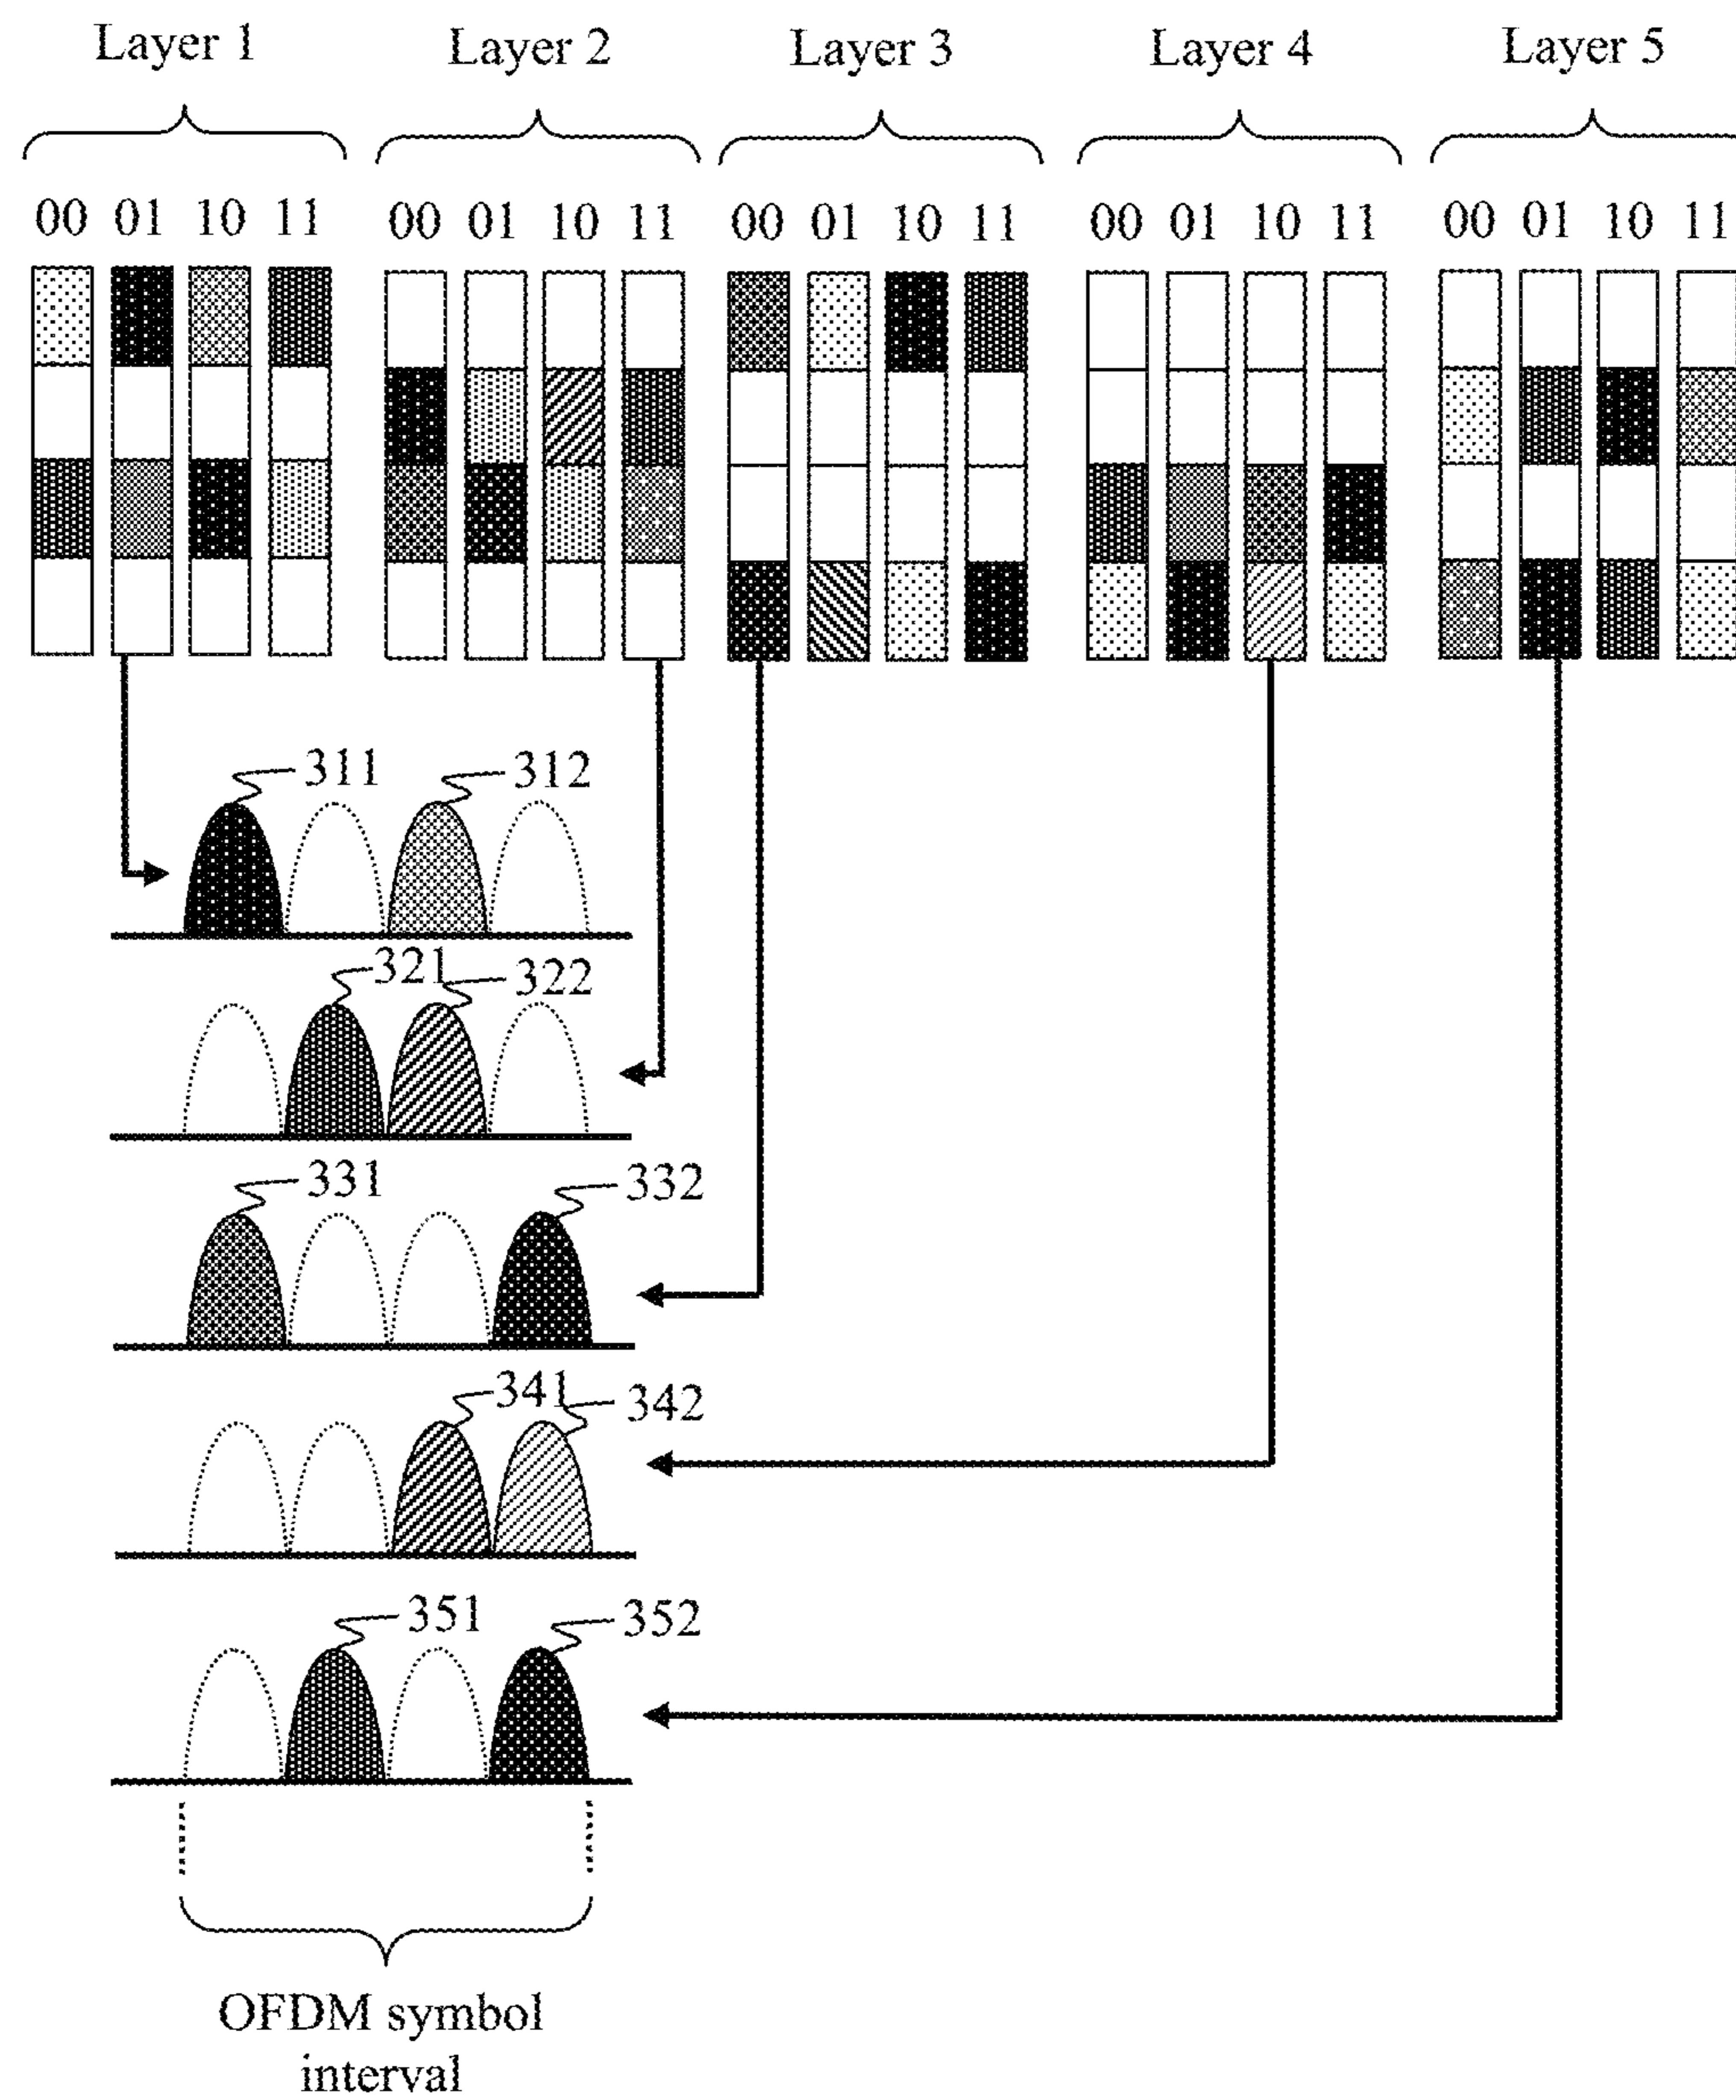 Layer 1 Layer 2 Layer 3 Layer 4 Layer 5
00 01 10 11 00 01 10 11 00 01 10 11 00 01 10 11 00 01 10 11
311 312
321 322
331 332
341 342
351 352
OFDM symbol
interval